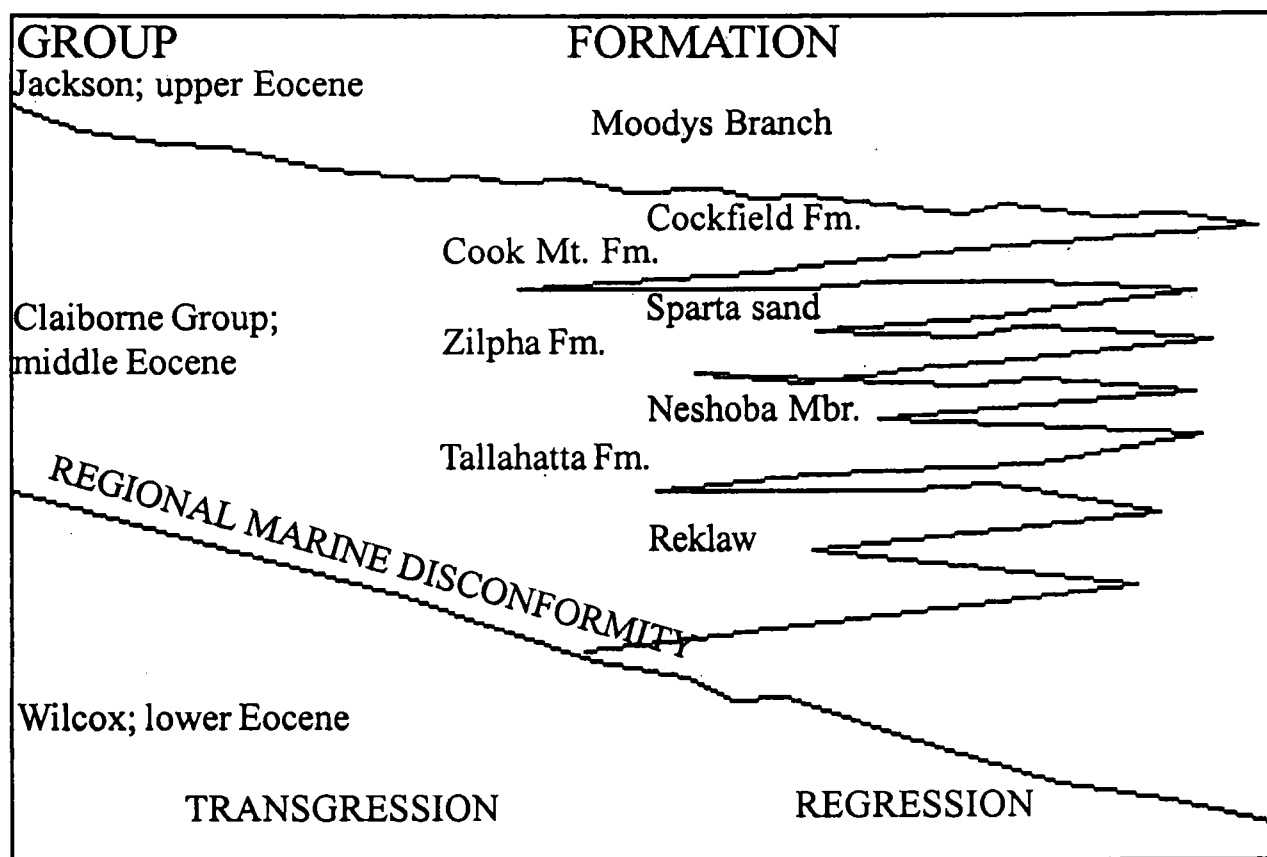 GROUP FORMATION
Jackson; upper Eocene
Moodys Branch
Cockfield Fm.
Cook Mt. Fm.
Sparta sand
Claiborne Group;
middle Eocene
Zilpha Fm.
Neshoba Mbr.
Tallahatta Fm.
REGIONAL MARINE DISCONFORMITY
Reklaw
Wilcox; lower Eocene
TRANSGRESSION REGRESSION